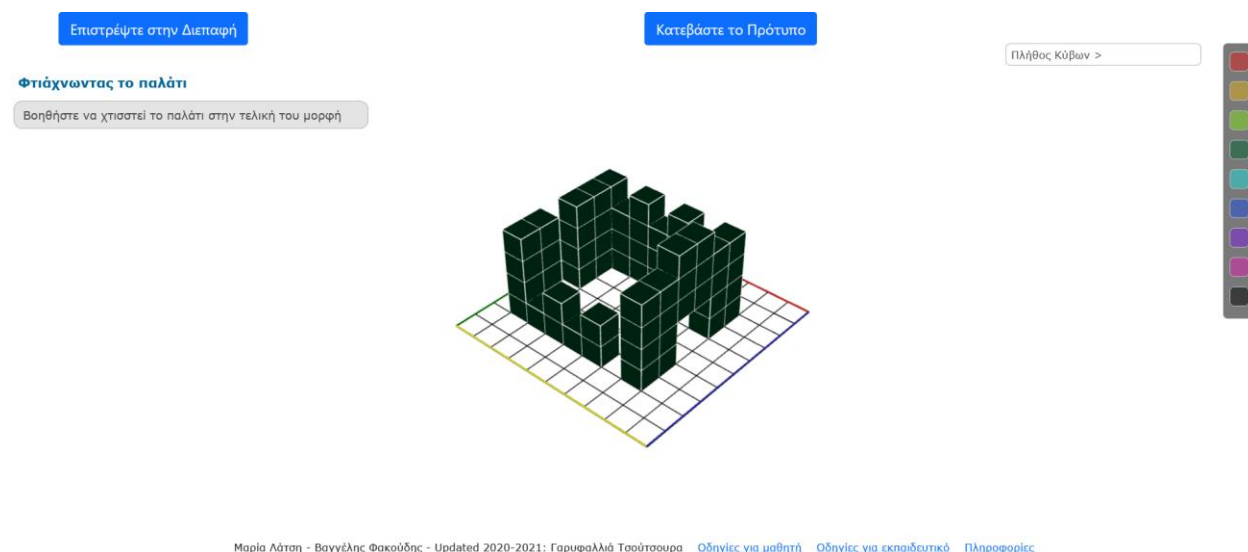 Επιστρέψτε στην Διεπαφή
Κατεβάστε το Πρότυπο
Πλήθος Κύβων >
Φτιάχνωντας το παλάτι
Βοηθήστε να χτισστεί το παλάτι στην τελική του μορφή
Μαρία Λάτση - Βαγγέλης Φακούδης - Updated 2020-2021: Γαρυφαλλιά Τσούτσουρα Οδηγίες για μαθητή Οδηγίες για εκπαιδευτικό Πληροφορίες